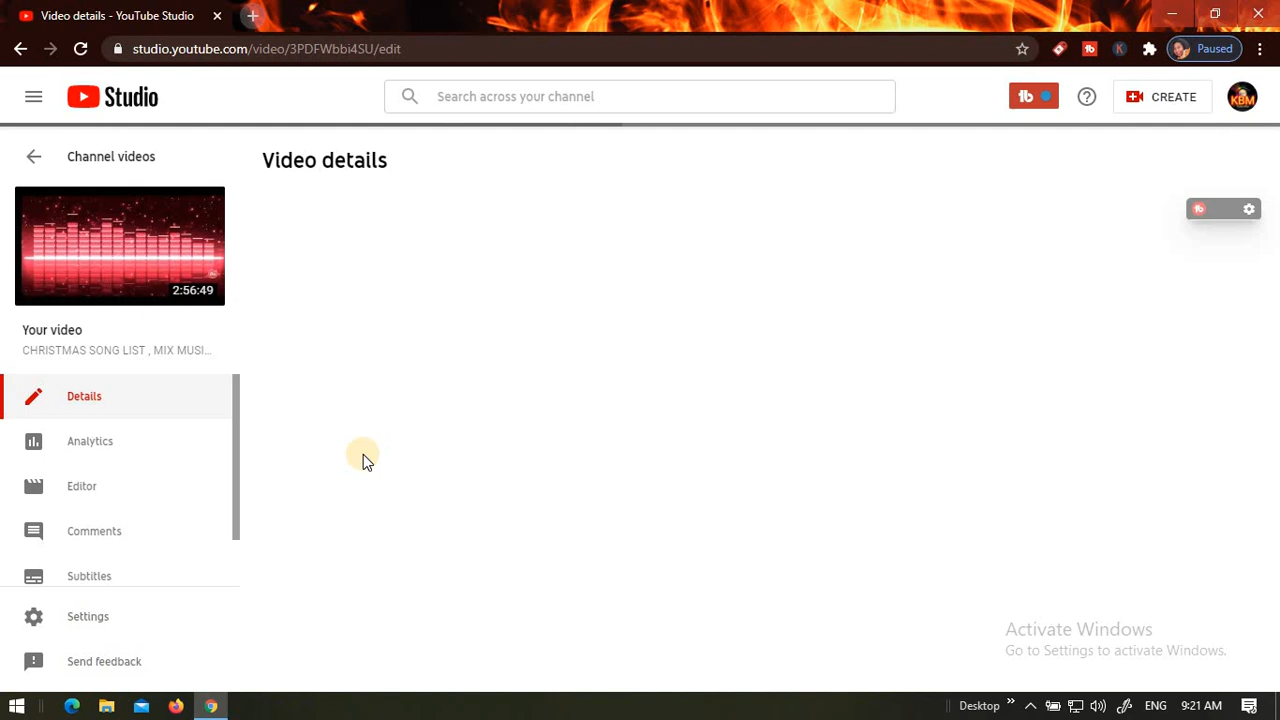 Video details - YouTube Studio
studio.youtube.com/video/3PDFWbbi4SU/edit
Paused
Studio
Search across your channel
CREATE
KBM
Channel videos
Video details
2:56:49
Your video
CHRISTMAS SONG LIST , MIX MUSI...
Details
Analytics
Editor
Comments
Subtitles
Settings
Send feedback
Activate Windows
Go to Settings to activate Windows.
Desktop
ENG
9:21 AM